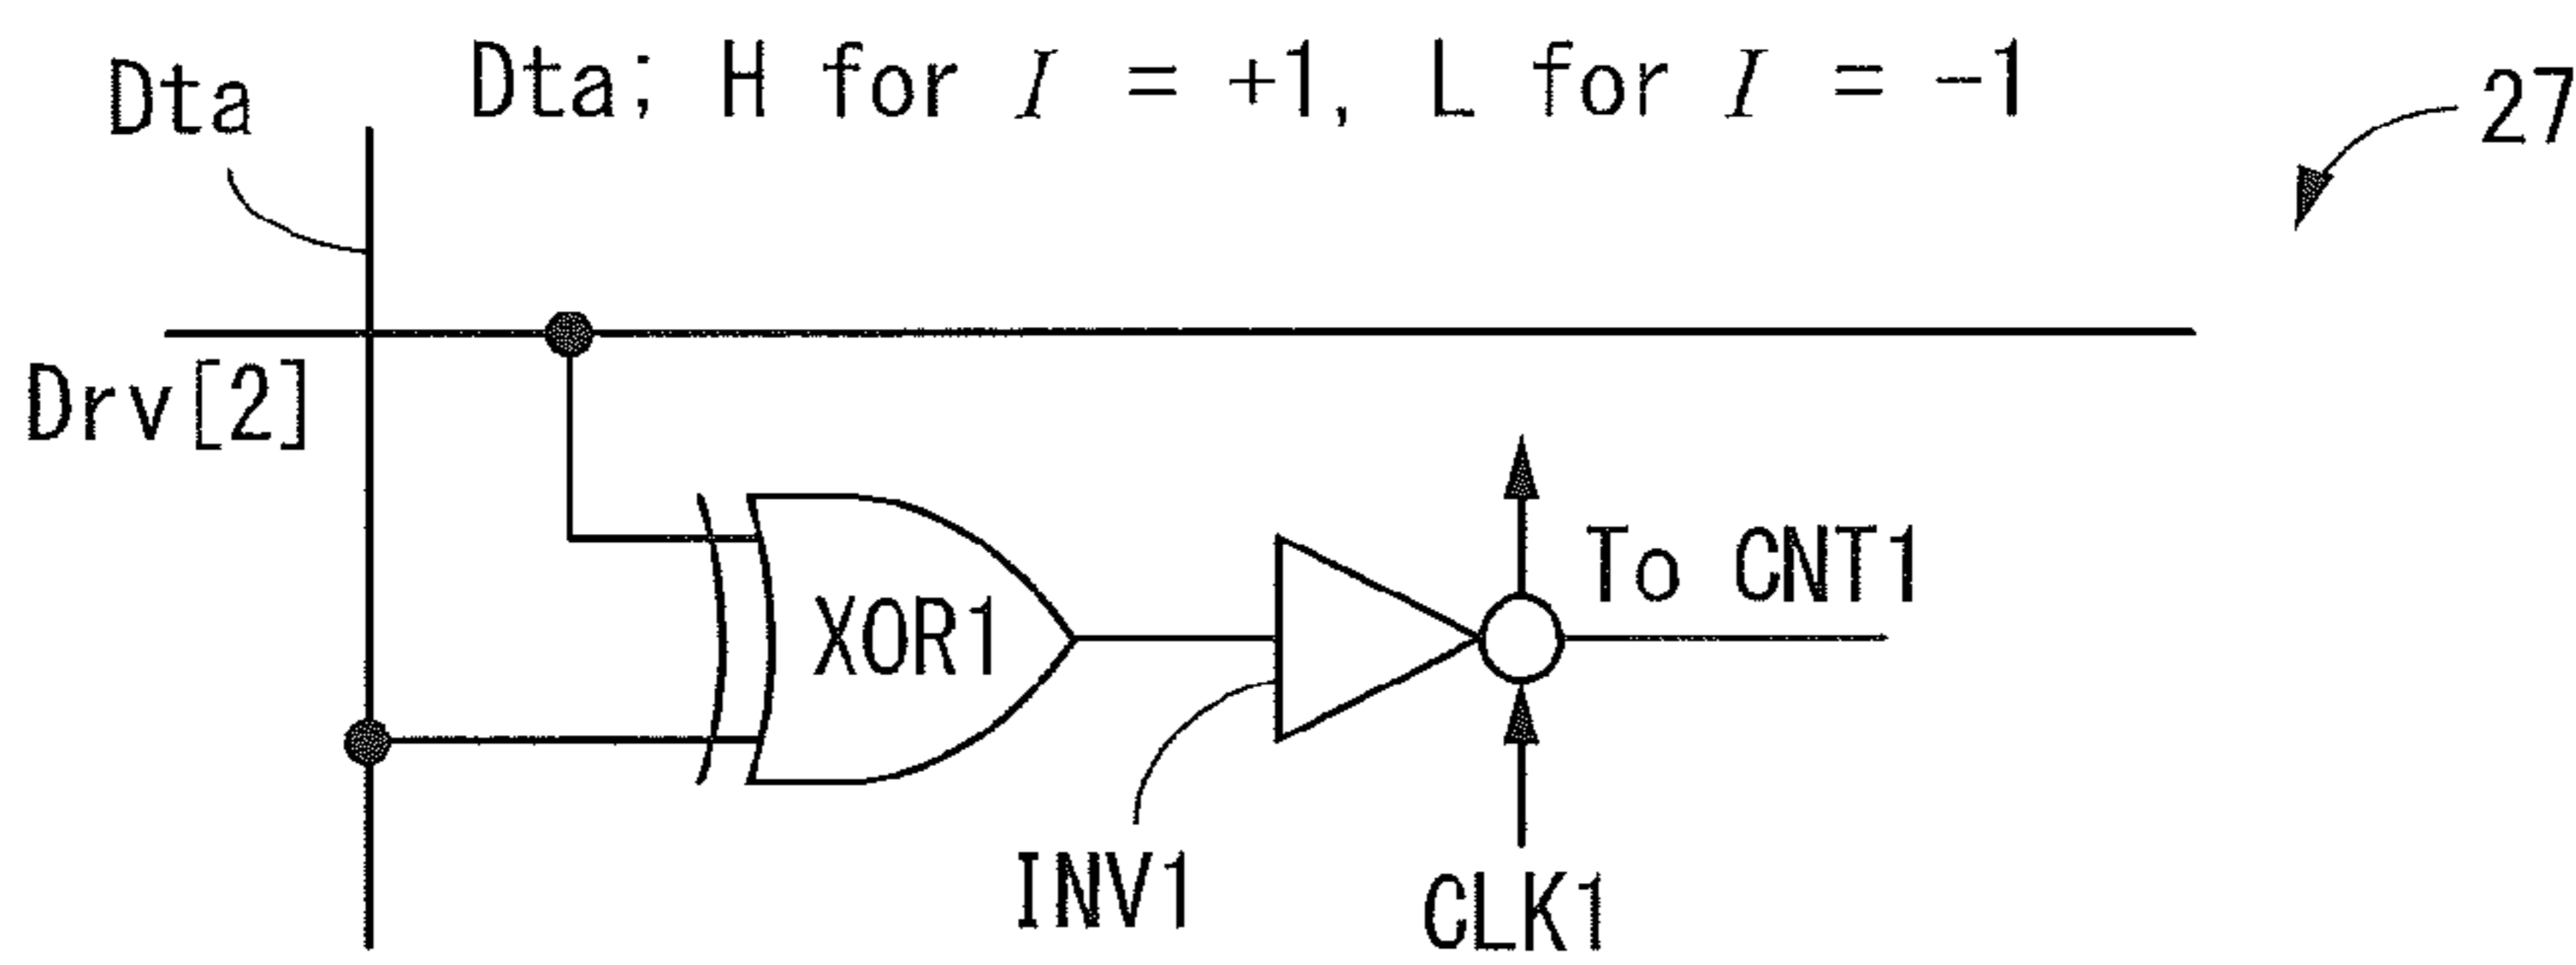 Dta
Dta; H for I = +1, L for I = -1
27
Drv[2]
To CNT1
XOR1
INV1
CLK1